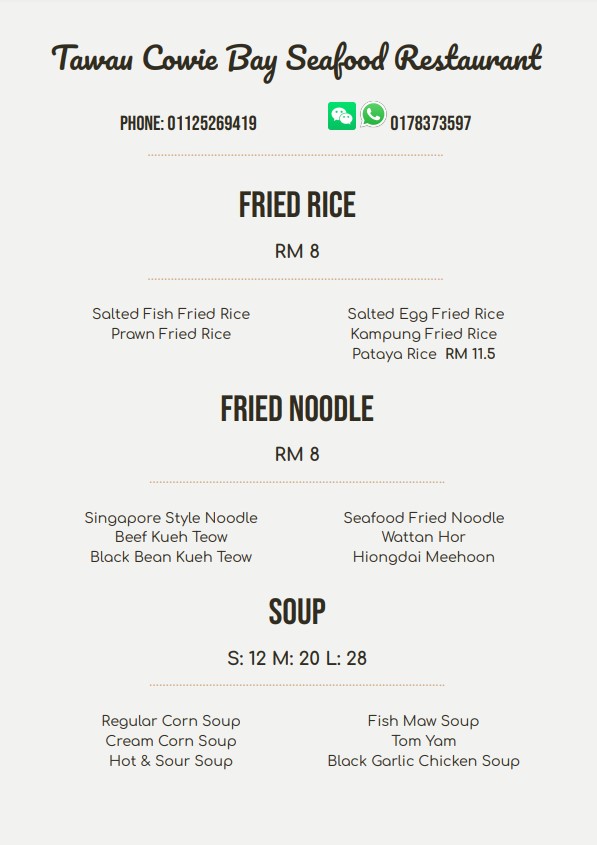 Tawau Cowie Bay Seafood Restaurant
PHONE: 01125269419
0178373597
FRIED RICE
RM 8
Salted Fish Fried Rice
Prawn Fried Rice
Salted Egg Fried Rice
Kampung Fried Rice
Pataya Rice RM 11.5
FRIED NOODLE
RM 8
Singapore Style Noodle
Beef Kueh Teow
Black Bean Kueh Teow
Seafood Fried Noodle
Wattan Hor
Hiongdai Meehoon
SOUP
S: 12 M: 20 L: 28
Regular Corn Soup
Cream Corn Soup
Hot & Sour Soup
Fish Maw Soup
Tom Yam
Black Garlic Chicken Soup